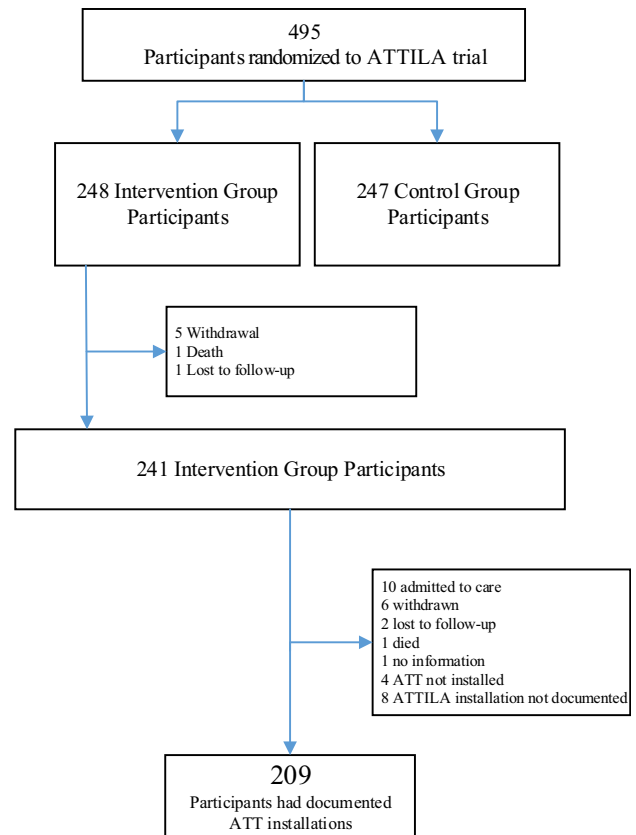 495
Participants randomized to ATTILA trial
248 Intervention Group
Participants
247 Control Group
Participants
5 Withdrawal
1 Death
1 Lost to follow-up
241 Intervention Group Participants
10 admitted to care
6 withdrawn
2 lost to follow-up
1 died
1 no information
4 ATT not installed
8 ATTILA installation not documented
209
Participants had documented
ATT installations